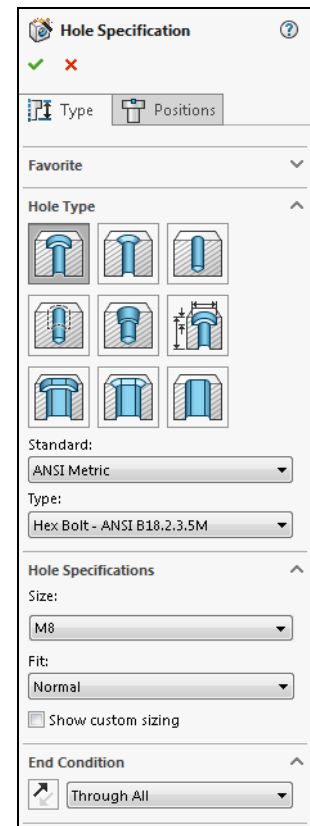 Hole Specification
Type Positions
Favorite
Hole Type
Standard:
ANSI Metric
Type:
Hex Bolt - ANSI B18.2.3.5M
Hole Specifications
Size:
M8
Fit:
Normal
Show custom sizing
End Condition
Through All